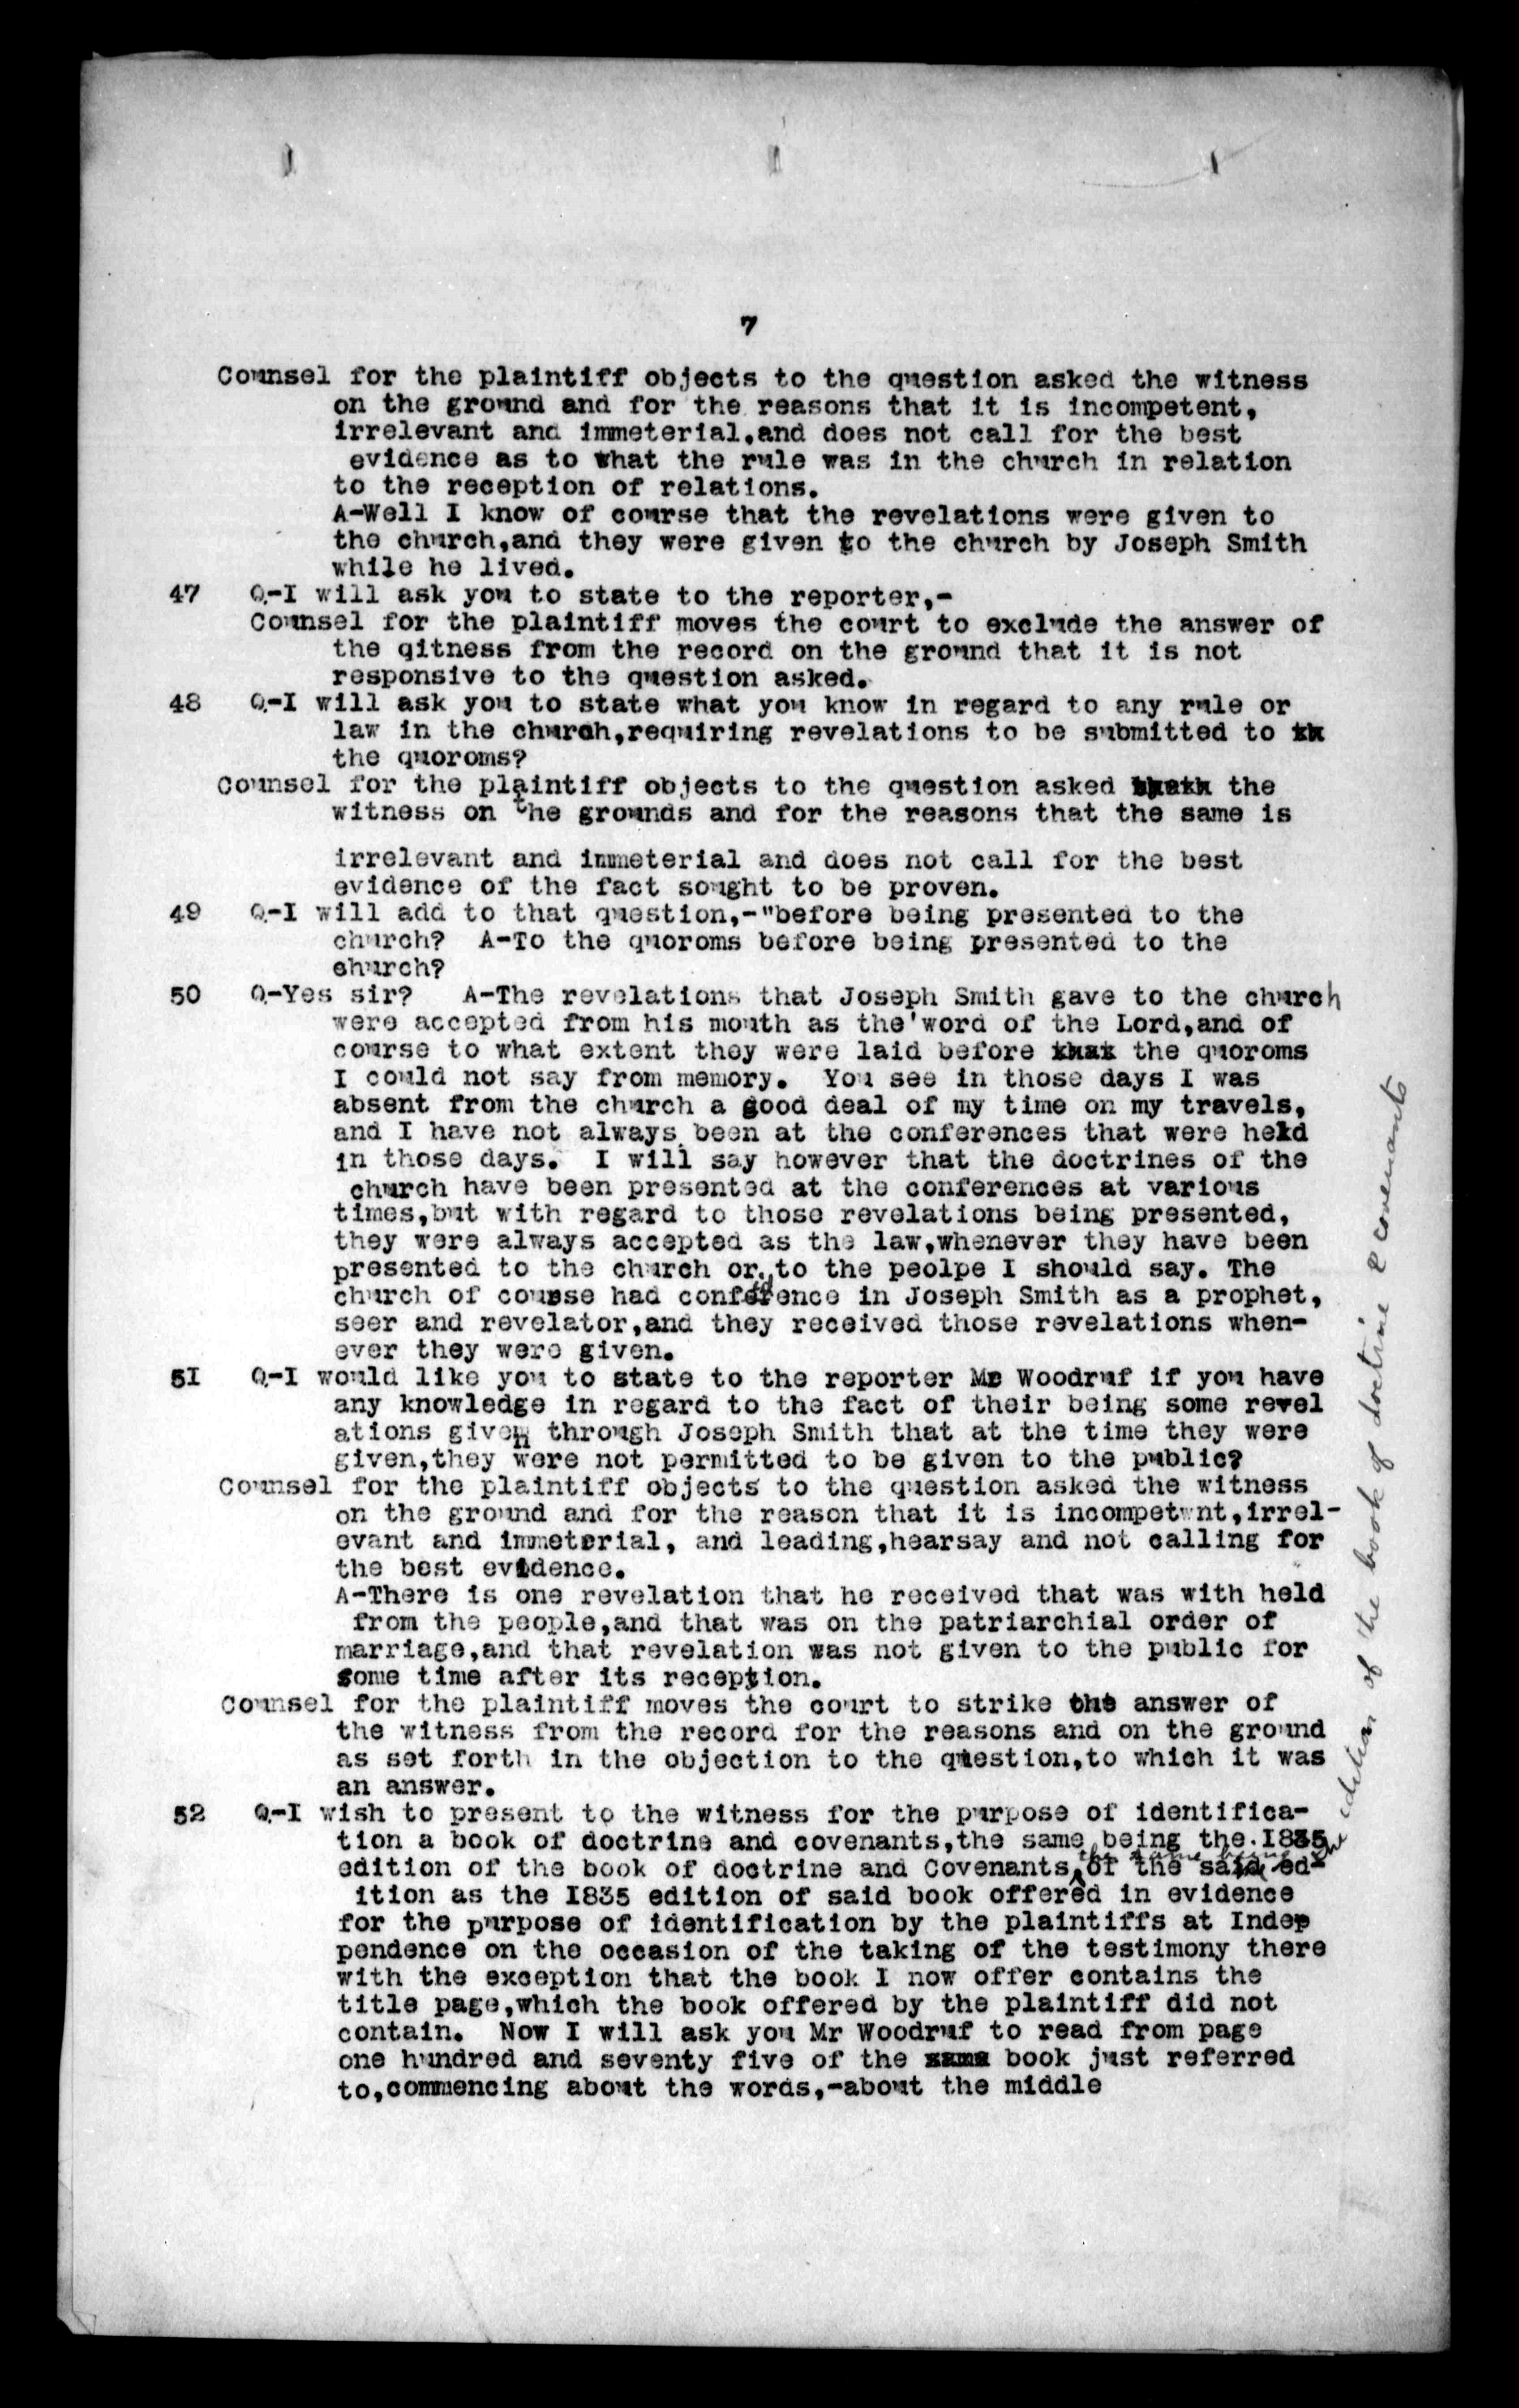 7
Counsel for the plaintiff objects to the question asked the witness
on the ground and for the reasons that it is incompetent,
irrelevant and immeterial,and does not call for the best
evidence as to what the rule was in the church in relation
to the reception of relations.
A-Well I know of course that the revelations were given to
the church,and they were given to the church by Joseph Smith
while he lived.
47 Q-I will ask you to state to the reporter,-
Counsel for the plaintiff moves the court to exclude the answer of
the qitness from the record on the ground that it is not
responsive to the question asked.
48 Q-I will ask you to state what you know in regard to any rule or
law in the church,requiring revelations to be submitted to
the quoroms?
Counsel for the plaintiff objects to the question asked the
witness on the grounds and for the reasons that the same is
irrelevant and immeterial and does not call for the best
evidence of the fact sought to be proven.
49 Q-I will add to that question,-"before being presented to the
church? A-To the quoroms before being presented to the
church?
50 Q-Yes sir? A-The revelations that Joseph Smith gave to the church
were accepted from his mouth as the'word of the Lord,and of
course to what extent they were laid before that the quoroms
I could not say from memory. You see in those days I was
absent from the church a good deal of my time on my travels,
and I have not always been at the conferences that were held
in those days. I will say however that the doctrines of the
church have been presented at the conferences at various
times,but with regard to those revelations being presented,
they were always accepted as the law,whenever they have been
presented to the church or,to the peolpe I should say. The
church of course had confidence in Joseph Smith as a prophet,
seer and revelator,and they received those revelations when-
ever they were given.
51 Q-I would like you to state to the reporter Mr Woodruf if you have
any knowledge in regard to the fact of their being some revel
ations given through Joseph Smith that at the time they were
given,they were not permitted to be given to the public?
Counsel for the plaintiff objects to the question asked the witness
on the ground and for the reason that it is incompetwnt,irrel-
evant and immeterial, and leading,hearsay and not calling for
the best evidence.
A-There is one revelation that he received that was with held
from the people,and that was on the patriarchial order of
marriage,and that revelation was not given to the public for
some time after its reception.
Counsel for the plaintiff moves the court to strike the answer of
the witness from the record for the reasons and on the ground
as set forth in the objection to the question,to which it was
an answer.
52 Q-I wish to present to the witness for the purpose of identifica-
tion a book of doctrine and covenants,the same being the 1835
the same being the edition of the book of doctrine & covenants
edition of the book of doctrine and Covenants, of the said ed-
ition as the 1835 edition of said book offered in evidence
for the purpose of identification by the plaintiffs at Indep
pendence on the occasion of the taking of the testimony there
with the exception that the book I now offer contains the
title page,which the book offered by the plaintiff did not
contain. Now I will ask you Mr Woodruf to read from page
one hundred and seventy five of the same book just referred
to,commencing about the words,-about the middle